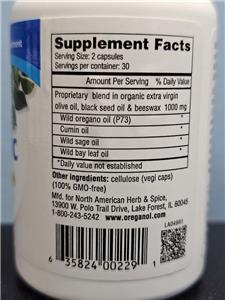 Supplement Facts
Serving Size: 2 capsules
Servings per container: 30
Amount Per Serving % Daily Value
Proprietary blend in organic extra virgin
olive oil, black seed oil & beeswax 1000 mg
Wild oregano oil (P73) *
Cumin oil *
Wild sage oil *
Wild bay leaf oil *
*Daily value not established
Other ingredients: cellulose (vegi caps)
(100% GMO-free)
Mfd. for North American Herb & Spice,
13900 W. Polo Trail Drive, Lake Forest, IL 60045
1-800-243-5242 www.oreganol.com
6 35824 00229 1